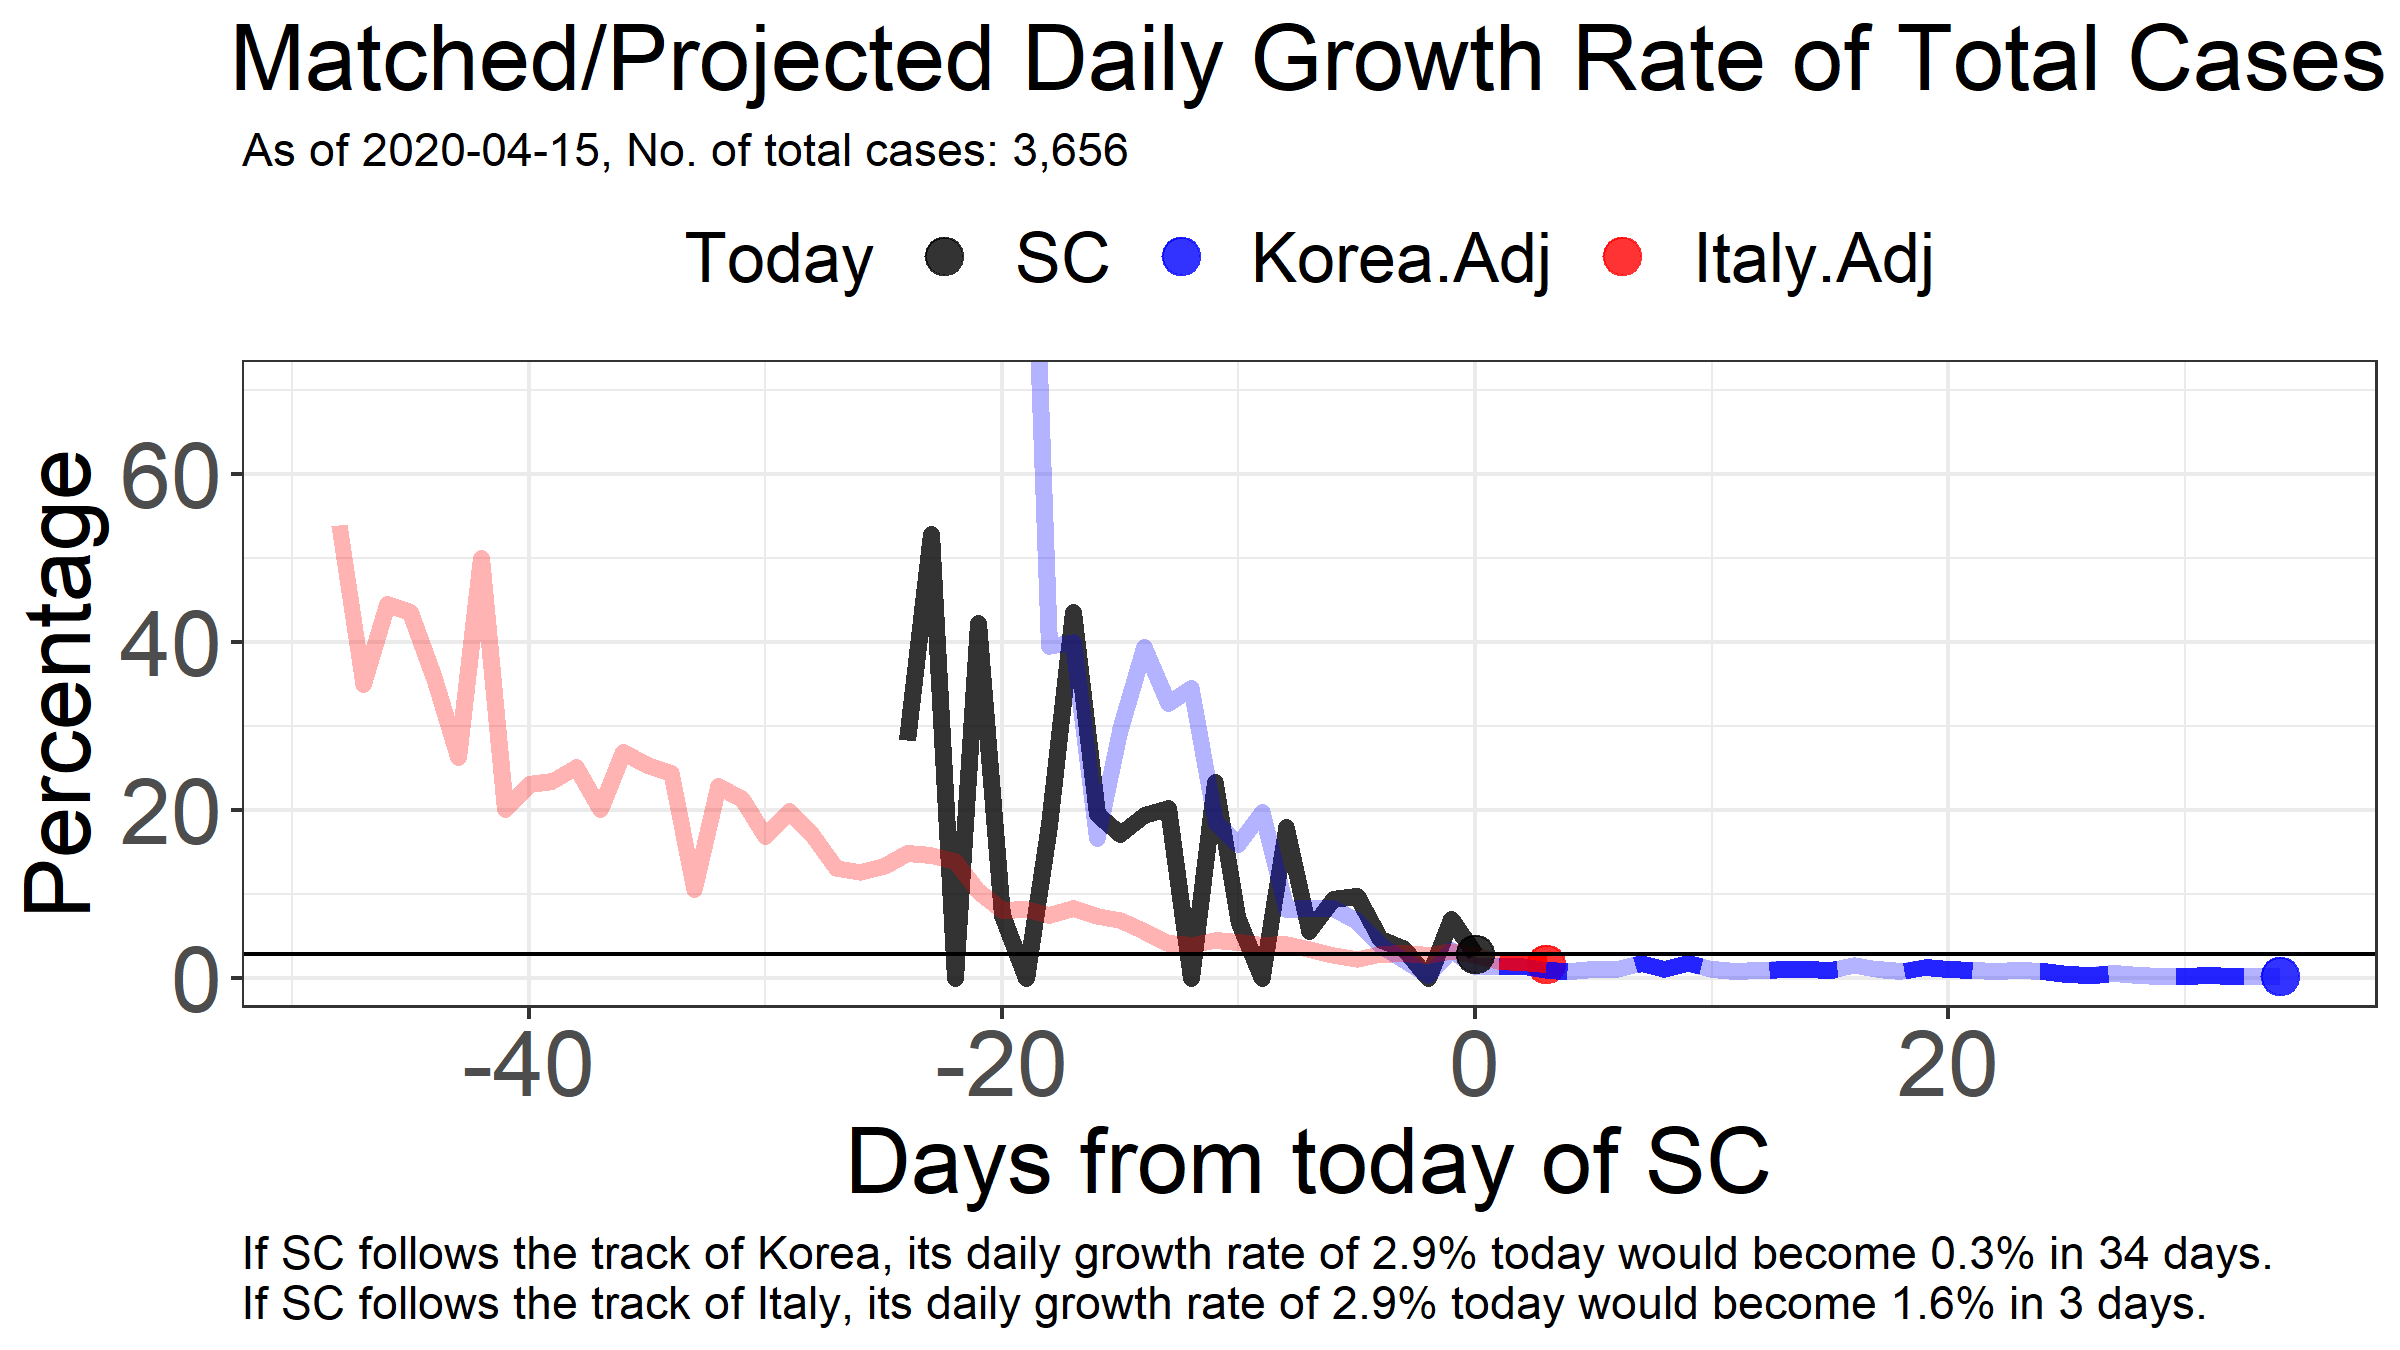 Matched/Projected Daily Growth Rate of Total Cases
As of 2020-04-15, No. of total cases: 3,656
Today SC Korea.Adj Italy.Adj
Percentage
60
40
20
0
-40 -20 0 20
Days from today of SC
If SC follows the track of Korea, its daily growth rate of 2.9% today would become 0.3% in 34 days.
If SC follows the track of Italy, its daily growth rate of 2.9% today would become 1.6% in 3 days.